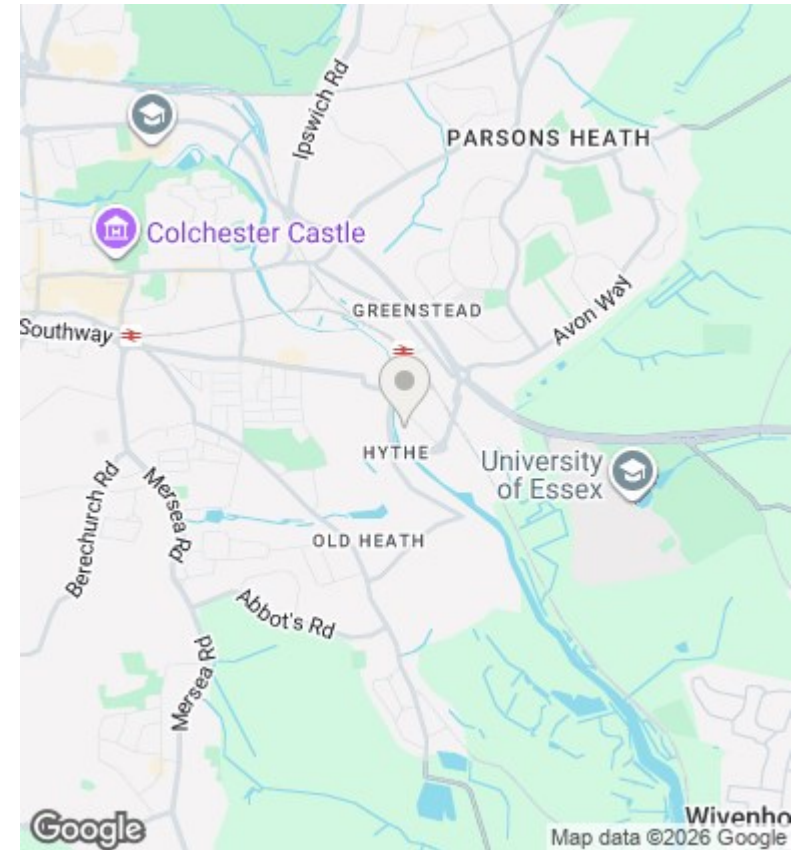 Ipswich Rd
PARSONS HEATH
Colchester Castle
GREENSTEAD
Avon Way
Southway
HYTHE
University
of Essex
Berechurch Rd
Mersea Rd
OLD HEATH
Abbot's Rd
Mersea Rd
Wivenho
Google
Map data ©2026 Google